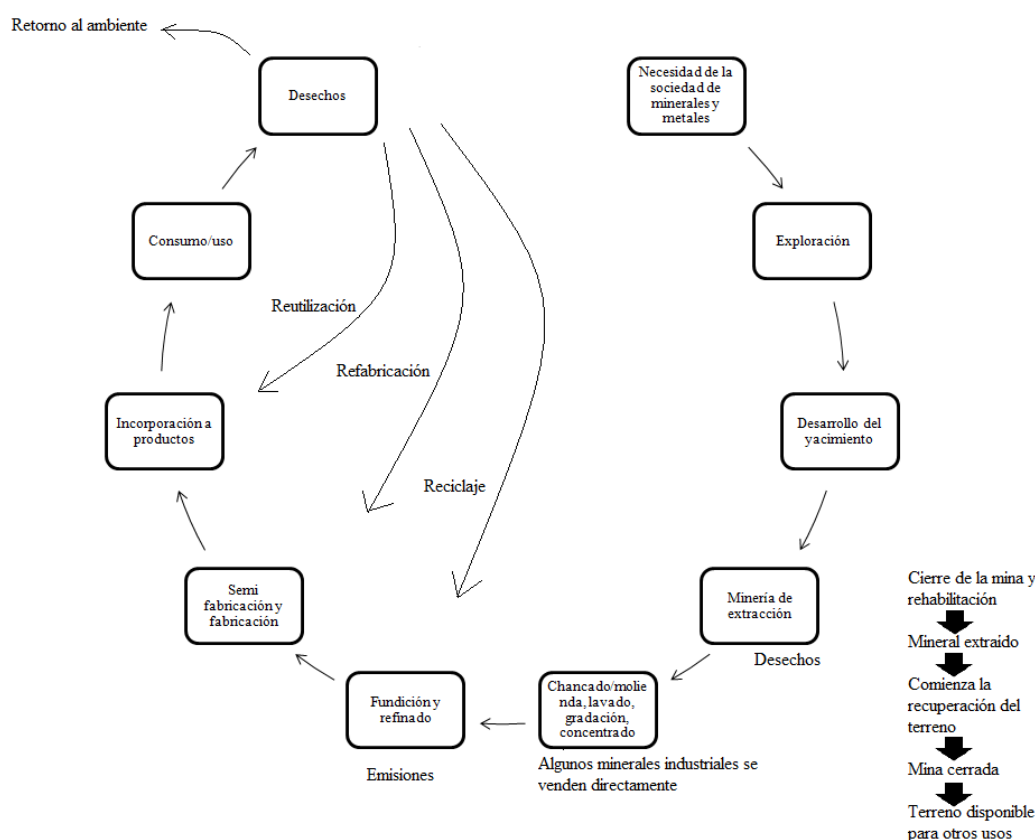 Retorno al ambiente
Desechos
Necesidad de la
sociedad de
minerales y
metales
Consumo/uso
Exploración
Reutilización
Refabricación
Incorporación a
productos
Desarrollo del
yacimiento
Reciclaje
Semi
fabricación y
fabricación
Minería de
extracción
Desechos
Fundición y
refinado
Emisiones
Chancado/molie
nda, lavado,
gradación,
concentrado
Algunos minerales industriales se
venden directamente
Cierre de la mina y
rehabilitación
Mineral extraído
Comienza la
recuperación del
terreno
Mina cerrada
Terreno disponible
para otros usos